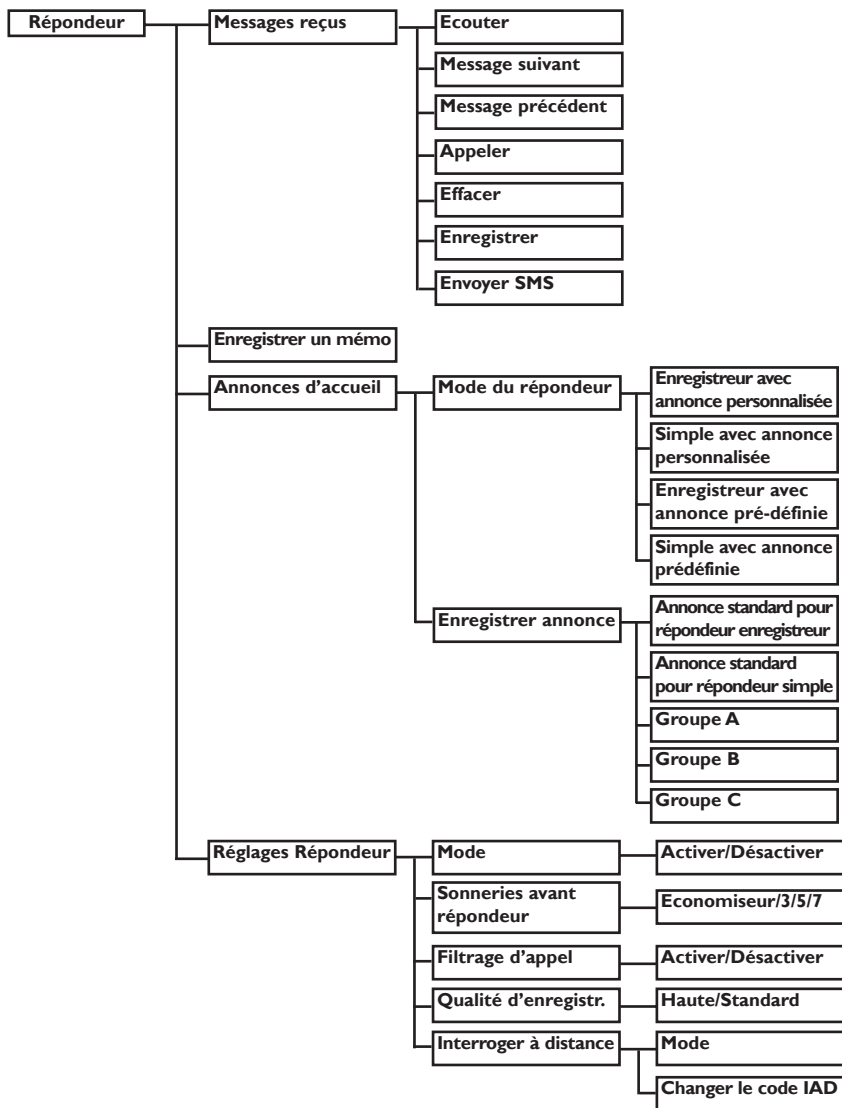 Répondeur
Messages reçus
Ecouter
Message suivant
Message précédent
Appeler
Effacer
Enregistrer
Envoyer SMS
Enregistrer un mémo
Annonces d'accueil
Mode du répondeur
Enregistreur avec
annonce personnalisée
Simple avec annonce
personnalisée
Enregistreur avec
annonce pré-définie
Simple avec annonce
prédéfinie
Enregistrer annonce
Annonce standard pour
répondeur enregistreur
Annonce standard
pour répondeur simple
Groupe A
Groupe B
Groupe C
Réglages Répondeur
Mode
Activer/Désactiver
Sonneries avant
répondeur
Economiseur/3/5/7
Filtrage d'appel
Activer/Désactiver
Qualité d'enregistr.
Haute/Standard
Interroger à distance
Mode
Changer le code IAD